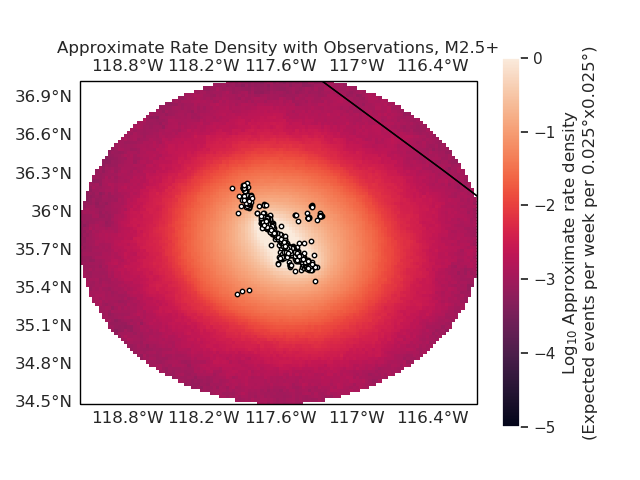 Approximate Rate Density with Observations, M2.5+
118.8°W 118.2°W 117.6°W 117°W 116.4°W
36.9°N
36.6°N
36.3°N
36°N
35.7°N
35.4°N
35.1°N
34.8°N
34.5°N
118.8°W 118.2°W 117.6°W 117°W 116.4°W
0
−1
−2
−3
−4
−5
Log₁₀ Approximate rate density
(Expected events per week per 0.025°x0.025°)